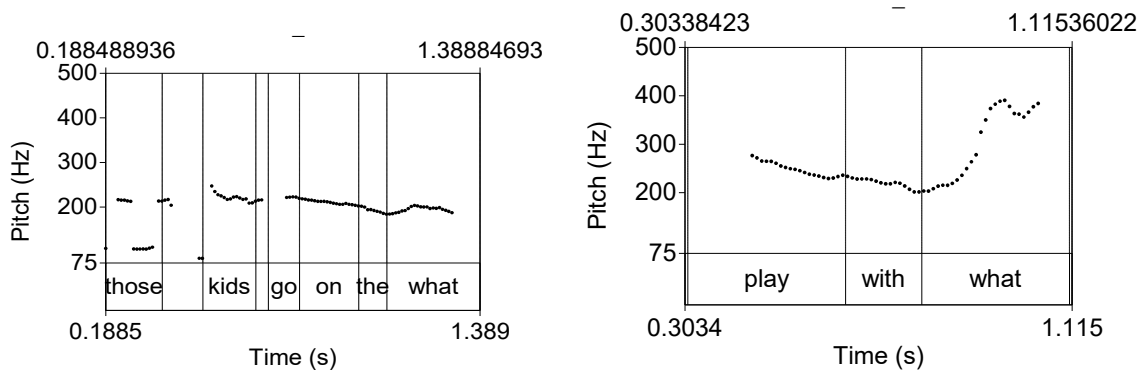 0.188488936 1.38884693
500
400
300
200
75
Pitch (Hz)
those kids go on the what
0.1885 1.389
Time (s)
0.30338423 1.11536022
500
400
300
200
75
Pitch (Hz)
play with what
0.3034 1.115
Time (s)